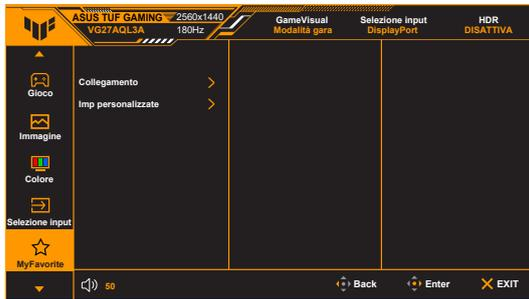 ASUS TUF GAMING
VG27AQL3A
2560x1440
180Hz
GameVisual
Modalità gara
Selezione input
DisplayPort
HDR
DISATTIVA
Gioco
Immagine
Colore
Selezione input
MyFavorite
Collegamento
Imp personalizzate
50
Back
Enter
EXIT